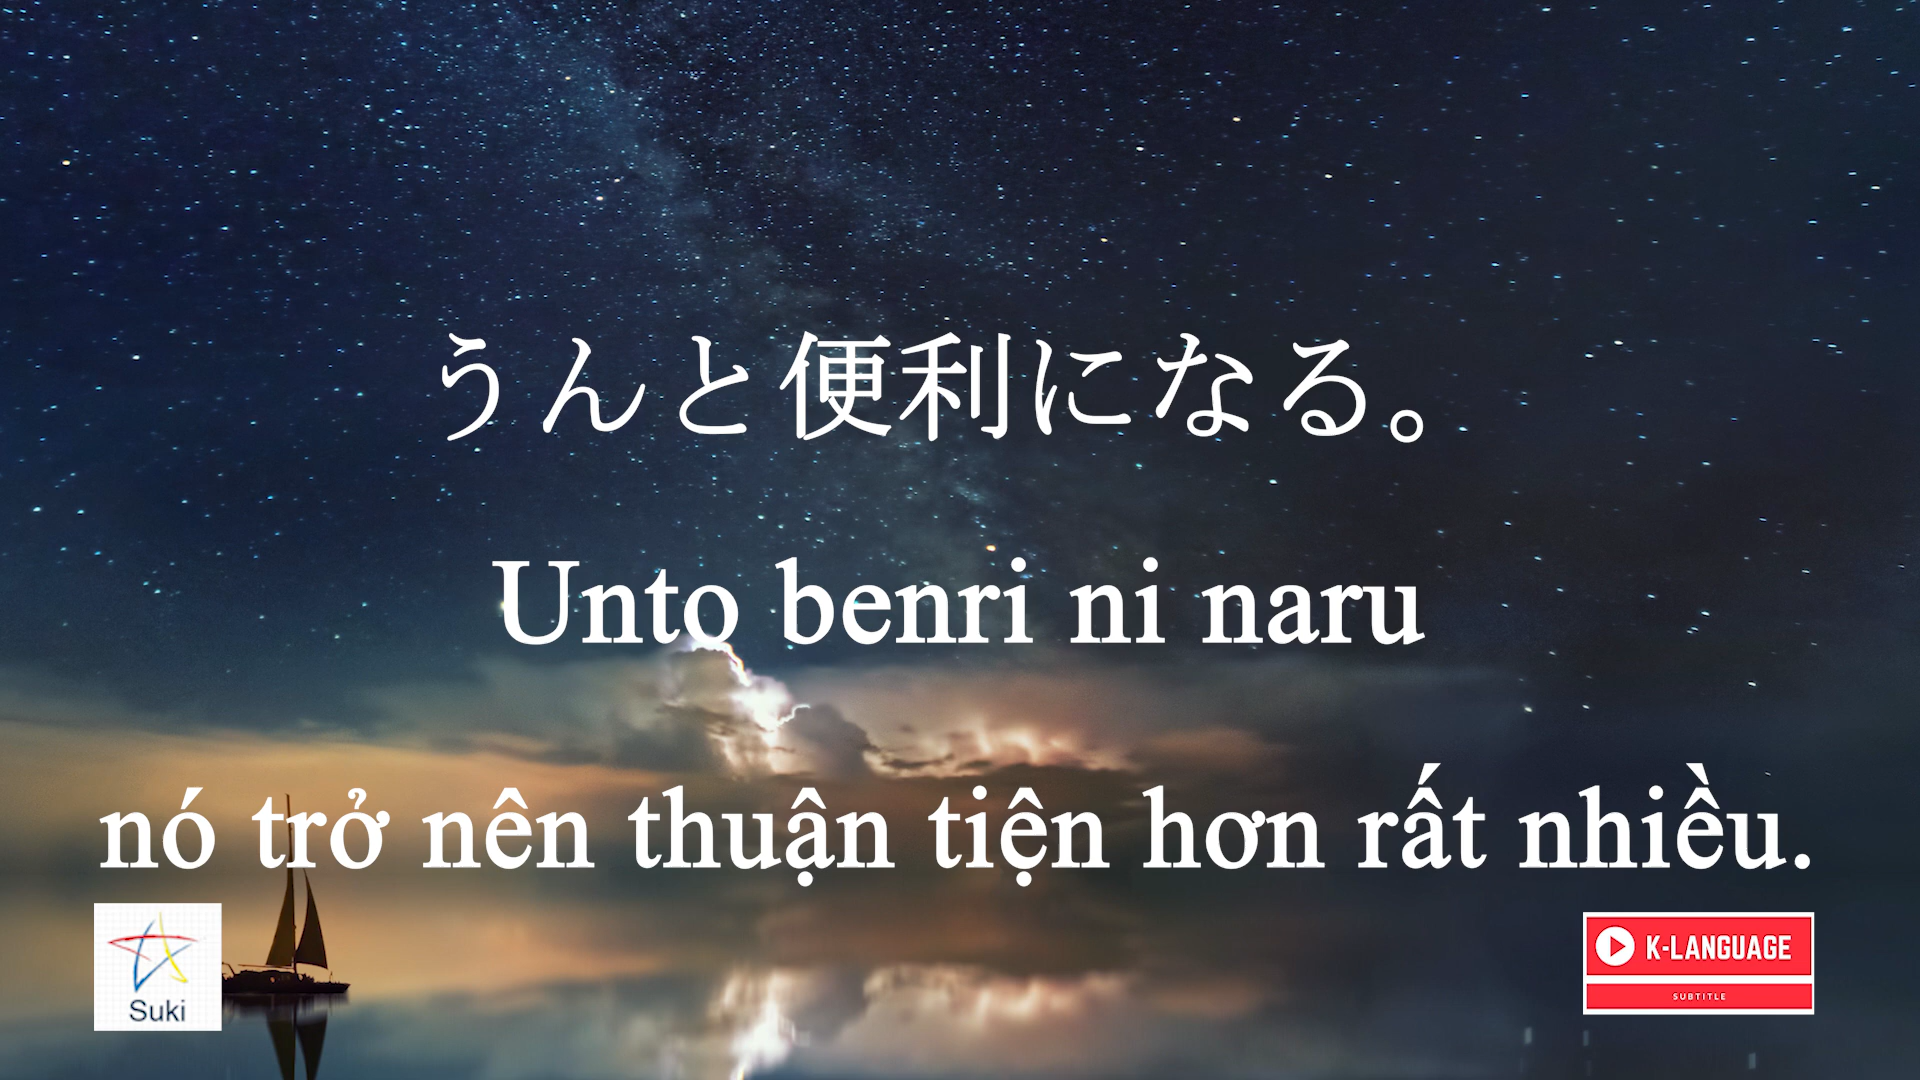 うんと便利になる。
Unto benri ni naru
nó trở nên thuận tiện hơn rất nhiều.
Suki
K-LANGUAGE
SUBTITLE